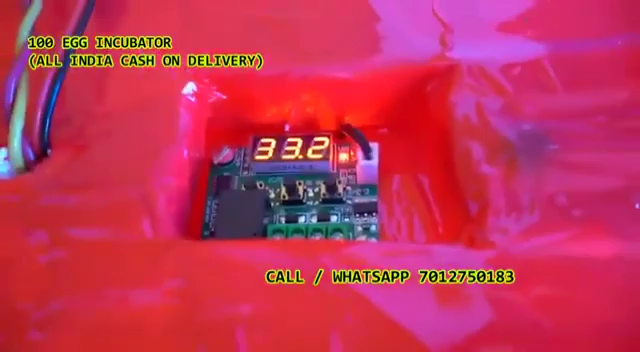 100 EGG INCUBATOR
(ALL INDIA CASH ON DELIVERY)
33.2
CALL / WHATSAPP 7012750183